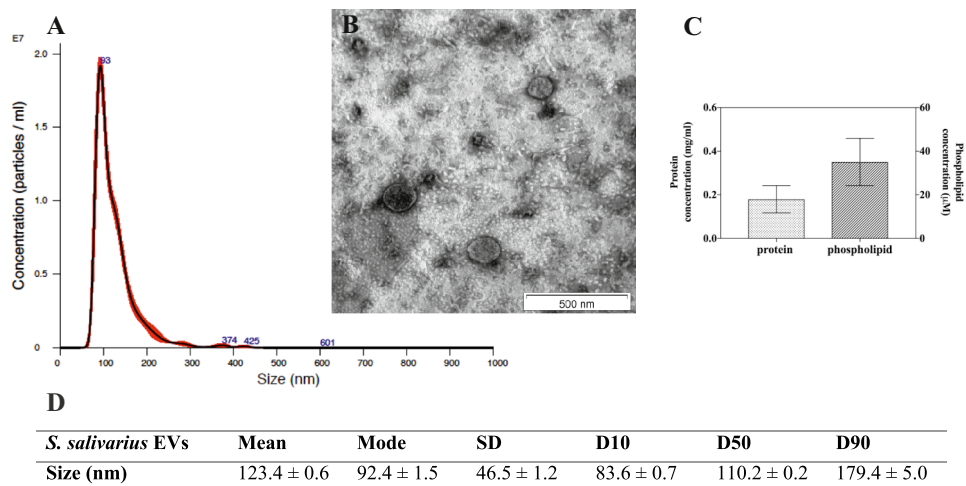 A
E7
2.0
1.5
1.0
0.5
0
93
374 425 601
0 100 200 300 400 500 600 700 800 900 1000
Concentration (particles / ml)
Size (nm)
B
500 nm
C
0.6
0.4
0.2
0.0
Protein
concentration (mg/ml)
60
40
20
0
Phospholipid
concentration (µM)
protein phospholipid
D
S. salivarius EVs Mean Mode SD D10 D50 D90
Size (nm) 123.4 ± 0.6 92.4 ± 1.5 46.5 ± 1.2 83.6 ± 0.7 110.2 ± 0.2 179.4 ± 5.0